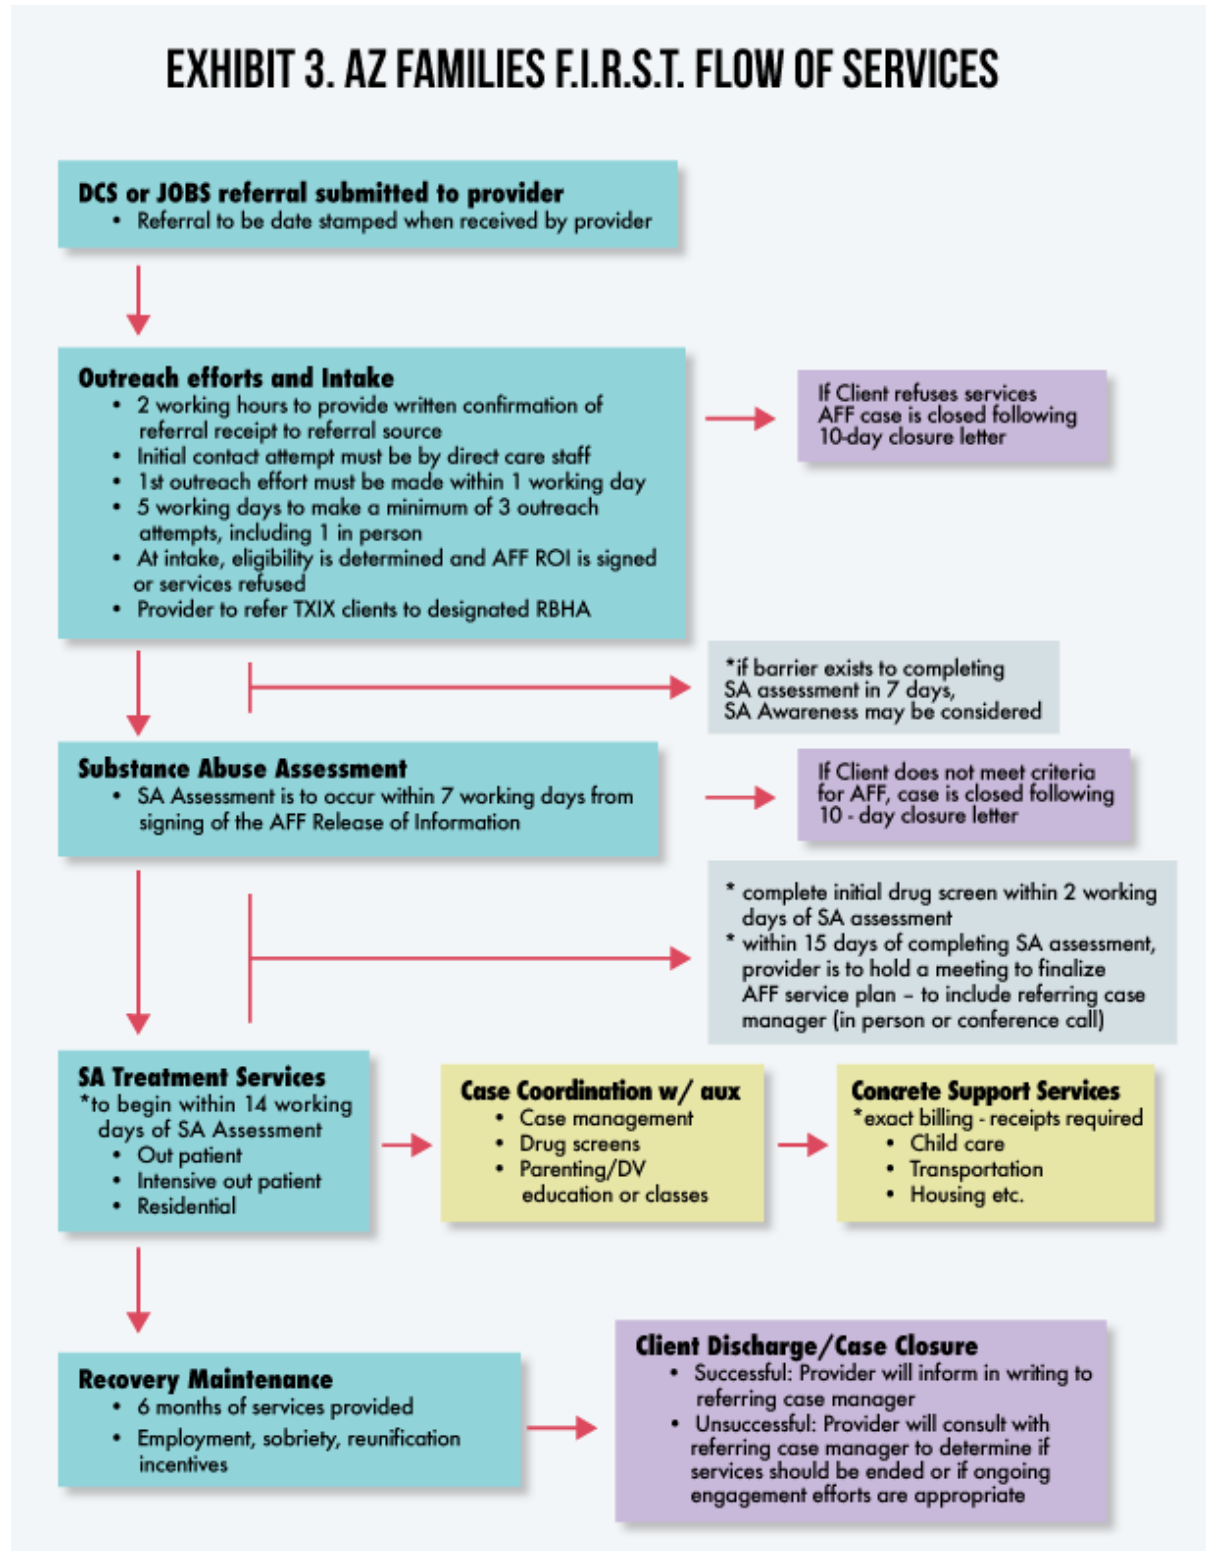 EXHIBIT 3. AZ FAMILIES F.I.R.S.T. FLOW OF SERVICES
DCS or JOBS referral submitted to provider
• Referral to be date stamped when received by provider
Outreach efforts and Intake
• 2 working hours to provide written confirmation of
referral receipt to referral source
• Initial contact attempt must be by direct care staff
• 1st outreach effort must be made within 1 working day
• 5 working days to make a minimum of 3 outreach
attempts, including 1 in person
• At intake, eligibility is determined and AFF ROI is signed
or services refused
• Provider to refer TXIX clients to designated RBHA
If Client refuses services
AFF case is closed following
10-day closure letter
*if barrier exists to completing
SA assessment in 7 days,
SA Awareness may be considered
Substance Abuse Assessment
• SA Assessment is to occur within 7 working days from
signing of the AFF Release of Information
If Client does not meet criteria
for AFF, case is closed following
10 - day closure letter
* complete initial drug screen within 2 working
days of SA assessment
* within 15 days of completing SA assessment,
provider is to hold a meeting to finalize
AFF service plan – to include referring case
manager (in person or conference call)
SA Treatment Services
*to begin within 14 working
days of SA Assessment
• Out patient
• Intensive out patient
• Residential
Case Coordination w/ aux
• Case management
• Drug screens
• Parenting/DV
education or classes
Concrete Support Services
*exact billing - receipts required
• Child care
• Transportation
• Housing etc.
Recovery Maintenance
• 6 months of services provided
• Employment, sobriety, reunification
incentives
Client Discharge/Case Closure
• Successful: Provider will inform in writing to
referring case manager
• Unsuccessful: Provider will consult with
referring case manager to determine if
services should be ended or if ongoing
engagement efforts are appropriate